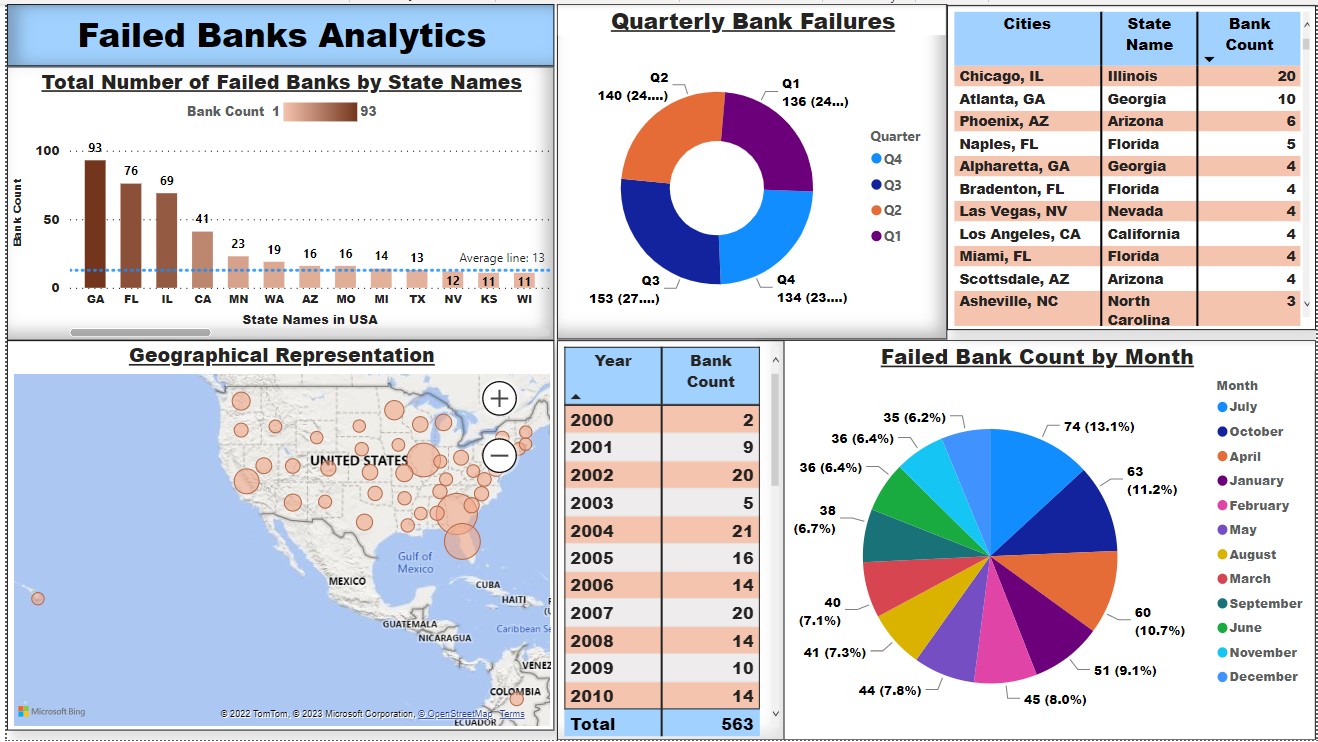 Failed Banks Analytics
Total Number of Failed Banks by State Names
Bank Count 1 93
100
50
0
Bank Count
93
76
69
41
23
19
16
16
14
13
12
11
11
Average line: 13
GA FL IL CA MN WA AZ MO MI TX NV KS WI
State Names in USA
Quarterly Bank Failures
Q2
140 (24....)
Q1
136 (24...)
Q3
153 (27....)
Q4
134 (23....)
Quarter
Q4
Q3
Q2
Q1
Cities State Name Bank Count
Chicago, IL Illinois 20
Atlanta, GA Georgia 10
Phoenix, AZ Arizona 6
Naples, FL Florida 5
Alpharetta, GA Georgia 4
Bradenton, FL Florida 4
Las Vegas, NV Nevada 4
Los Angeles, CA California 4
Miami, FL Florida 4
Scottsdale, AZ Arizona 4
Asheville, NC North Carolina 3
Geographical Representation
UNITED STATES
Gulf of
Mexico
MEXICO
CUBA
HAITI
GUATEMALA
NICARAGUA
Caribbean Se
VENEZ
COLOMBIA
ECUADOR
Microsoft Bing
© 2022 TomTom, © 2023 Microsoft Corporation, © OpenStreetMap Terms
Year Bank Count
2000 2
2001 9
2002 20
2003 5
2004 21
2005 16
2006 14
2007 20
2008 14
2009 10
2010 14
Total 563
Failed Bank Count by Month
74 (13.1%)
63
(11.2%)
60
(10.7%)
51 (9.1%)
45 (8.0%)
44 (7.8%)
41 (7.3%)
40
(7.1%)
38
(6.7%)
36 (6.4%)
36 (6.4%)
35 (6.2%)
Month
July
October
April
January
February
May
August
March
September
June
November
December